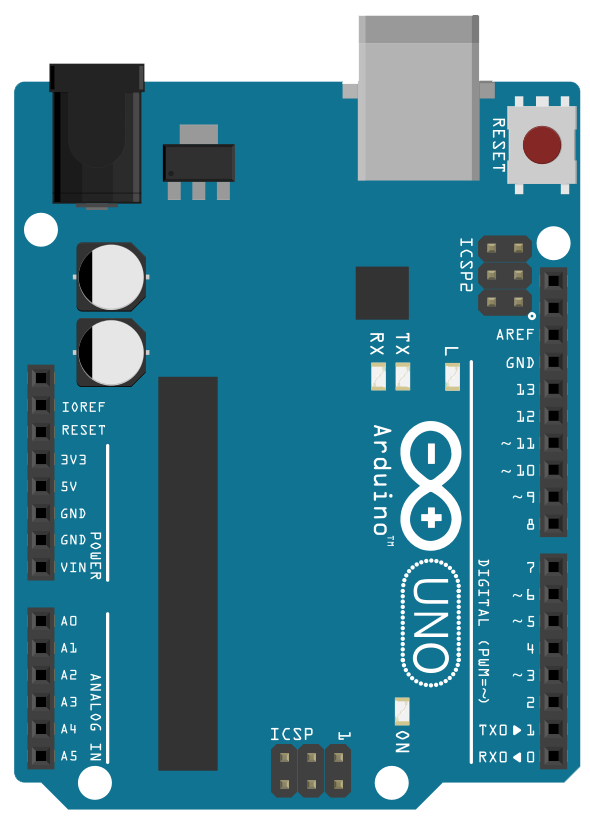 RESET
ICSP2
AREF
GND
13
12
~11
~10
~9
8
7
~6
~5
4
~3
2
TX0▶1
RX0◀0
DIGITAL (PWM=~)
RX
TX
L
Arduino™
UNO
ON
ICSP
1
IOREF
RESET
3V3
5V
GND
GND
VIN
POWER
A0
A1
A2
A3
A4
A5
ANALOG IN